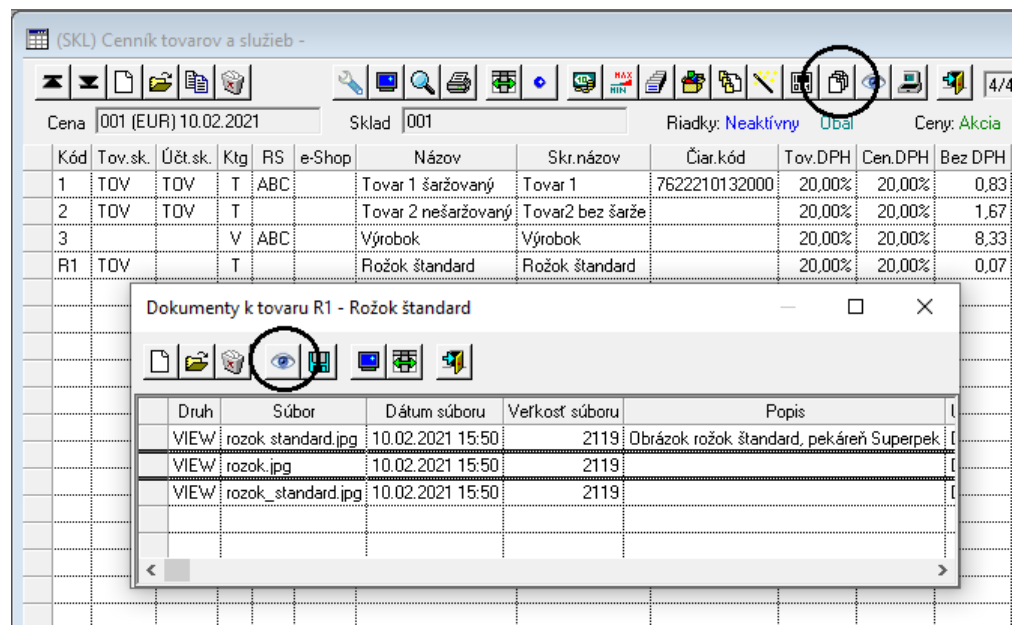 (SKL) Cenník tovarov a služieb -
MAX
MIN
4/4
Cena 001 (EUR) 10.02.2021 Sklad 001 Riadky: Neaktívny Obal Ceny: Akcia
Kód Tov.sk. Účt.sk. Ktg RS e-Shop Názov Skr.názov Čiar.kód Tov.DPH Cen.DPH Bez DPH
1 TOV TOV T ABC Tovar 1 šaržovaný Tovar 1 7622210132000 20,00% 20,00% 0,83
2 TOV TOV T Tovar 2 nešaržovaný Tovar2 bez šarže 20,00% 20,00% 1,67
3 V ABC Výrobok Výrobok 20,00% 20,00% 8,33
R1 TOV T Rožok štandard Rožok štandard 20,00% 20,00% 0,07
Dokumenty k tovaru R1 - Rožok štandard
Druh Súbor Dátum súboru Veľkosť súboru Popis
VIEW rozok standard.jpg 10.02.2021 15:50 2119 Obrázok rožok štandard, pekáreň Superpek
VIEW rozok.jpg 10.02.2021 15:50 2119
VIEW rozok_standard.jpg 10.02.2021 15:50 2119